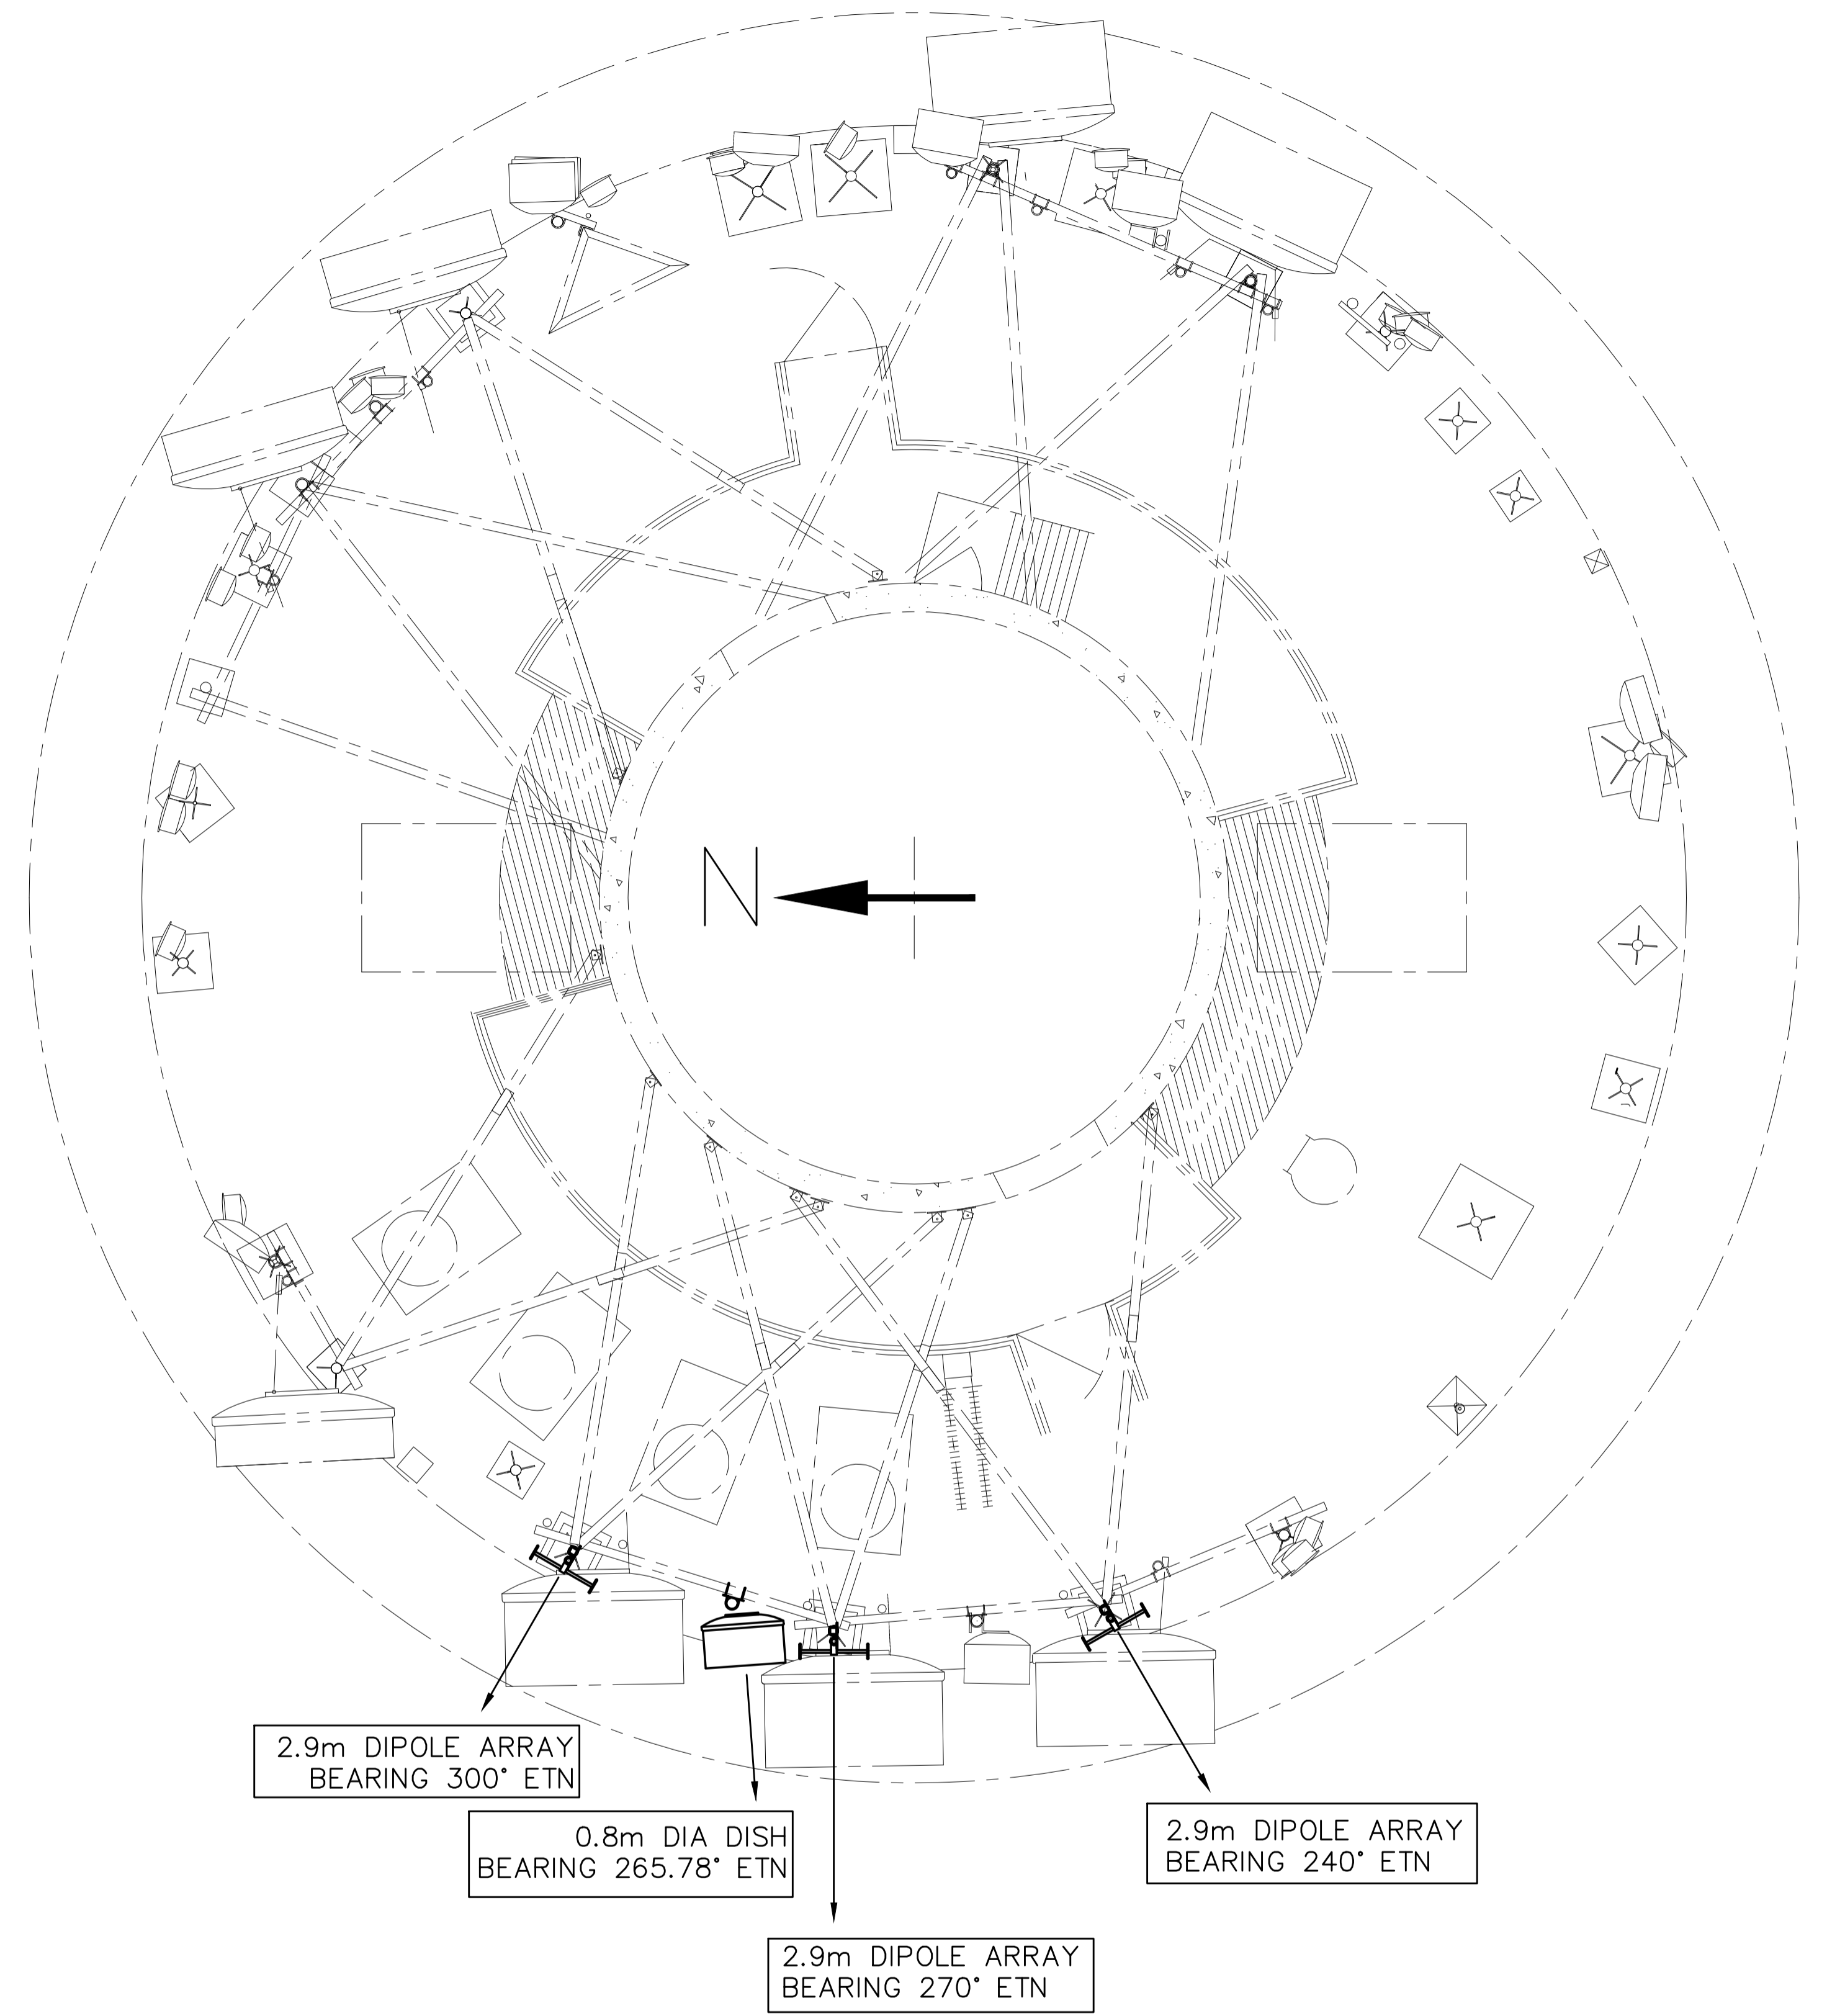 N
2.9m DIPOLE ARRAY
BEARING 300° ETN
0.8m DIA DISH
BEARING 265.78° ETN
2.9m DIPOLE ARRAY
BEARING 240° ETN
2.9m DIPOLE ARRAY
BEARING 270° ETN